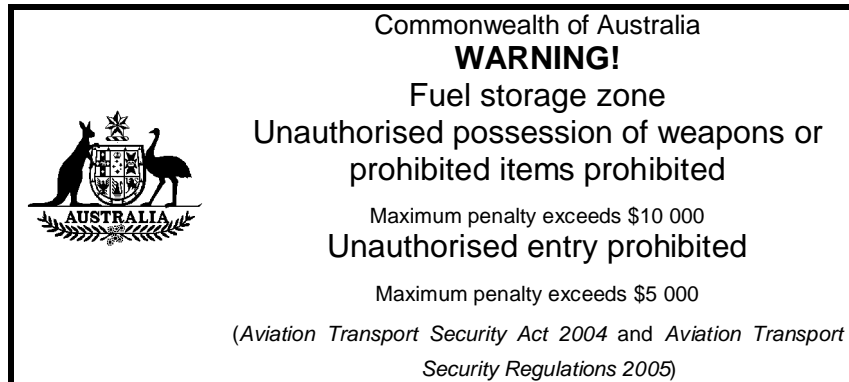 Commonwealth of Australia
WARNING!
Fuel storage zone
Unauthorised possession of weapons or
prohibited items prohibited
AUSTRALIA
Maximum penalty exceeds $10 000
Unauthorised entry prohibited
Maximum penalty exceeds $5 000
(Aviation Transport Security Act 2004 and Aviation Transport
Security Regulations 2005)